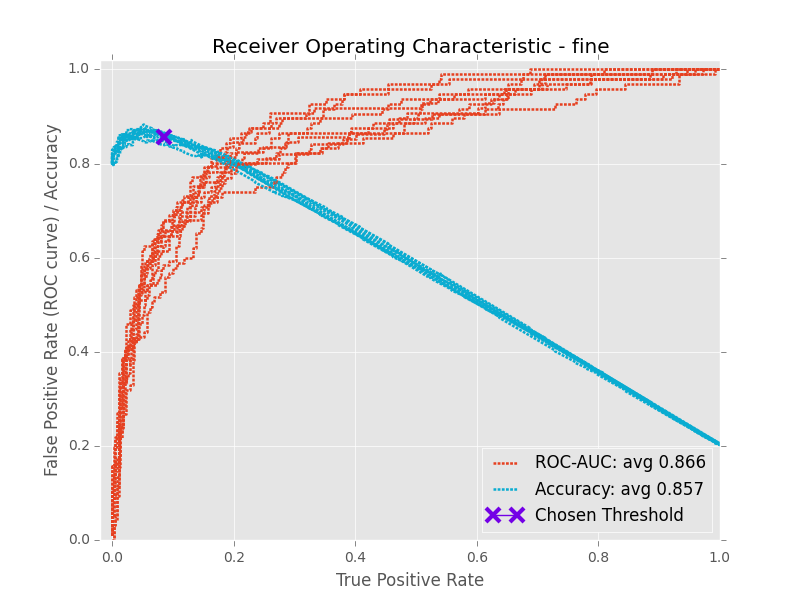 Receiver Operating Characteristic - fine
False Positive Rate (ROC curve) / Accuracy
1.0
0.8
0.6
0.4
0.2
0.0
0.0 0.2 0.4 0.6 0.8 1.0
True Positive Rate
ROC-AUC: avg 0.866
Accuracy: avg 0.857
Chosen Threshold